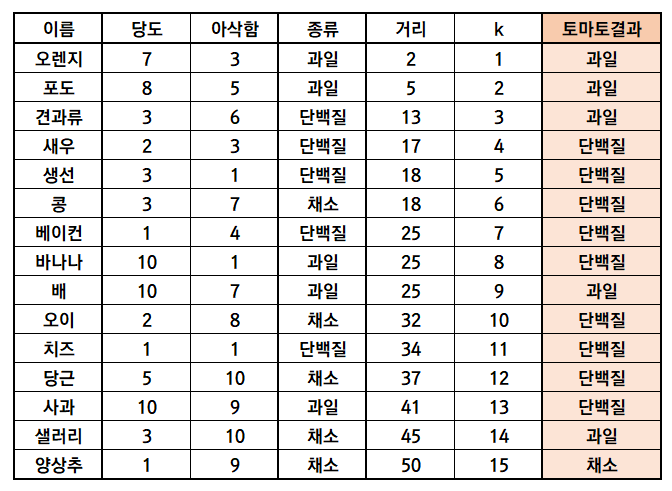 이름 당도 아삭함 종류 거리 k 토마토결과
오렌지 7 3 과일 2 1 과일
포도 8 5 과일 5 2 과일
견과류 3 6 단백질 13 3 과일
새우 2 3 단백질 17 4 단백질
생선 3 1 단백질 18 5 단백질
콩 3 7 채소 18 6 단백질
베이컨 1 4 단백질 25 7 단백질
바나나 10 1 과일 25 8 단백질
배 10 7 과일 25 9 과일
오이 2 8 채소 32 10 단백질
치즈 1 1 단백질 34 11 단백질
당근 5 10 채소 37 12 단백질
사과 10 9 과일 41 13 단백질
샐러리 3 10 채소 45 14 과일
양상추 1 9 채소 50 15 채소